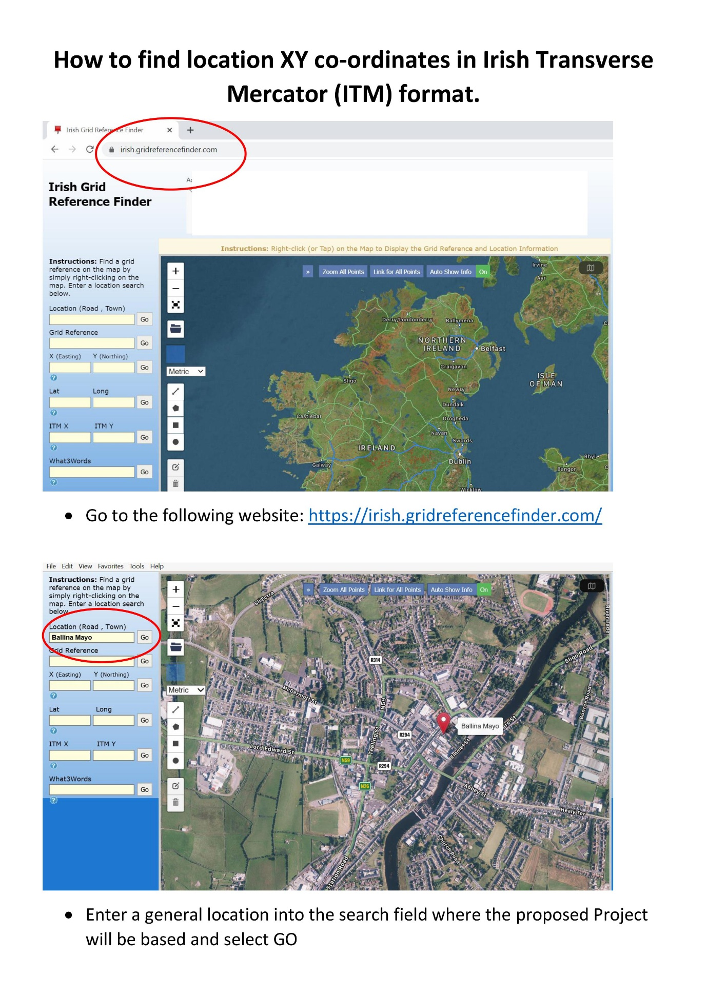 How to find location XY co-ordinates in Irish Transverse
Mercator (ITM) format.
Irish Grid Reference Finder
irish.gridreferencefinder.com
Irish Grid
Reference Finder
Instructions: Right-click (or Tap) on the Map to Display the Grid Reference and Location Information
Instructions: Find a grid
reference on the map by
simply right-clicking on the
map. Enter a location search
below.
Location (Road , Town)
Go
Grid Reference
Go
X (Easting) Y (Northing)
Go
Lat Long
Go
ITM X ITM Y
Go
What3Words
Go
» Zoom All Points Link for All Points Auto Show Info On
Metric
Irvine
Ayr
Derry/Londonderry
Ballymena
NORTHERN
IRELAND
Belfast
Craigavon
ISLE
OF MAN
Sligo
Newry
Dundalk
Castlebar
Drogheda
Navan
Swords
IRELAND
Dublin
Rhyl
Galway
Bangor
Wicklow
• Go to the following website: https://irish.gridreferencefinder.com/
File Edit View Favorites Tools Help
Instructions: Find a grid
reference on the map by
simply right-clicking on the
map. Enter a location search
below.
Location (Road , Town)
Ballina Mayo Go
Grid Reference
Go
X (Easting) Y (Northing)
Go
Lat Long
Go
ITM X ITM Y
Go
What3Words
Go
» Zoom All Points Link for All Points Auto Show Info On
Metric
Sli Ectra
Riverslade
Sligo Road
R314
McDermott St
N59
Bunree Road
Ballina Mayo
R294
Teeling St
Emmet St
Lord Edward St
N59
R294
N26
Abbey St
Healy Ter
Church Road
Station Road
• Enter a general location into the search field where the proposed Project
will be based and select GO